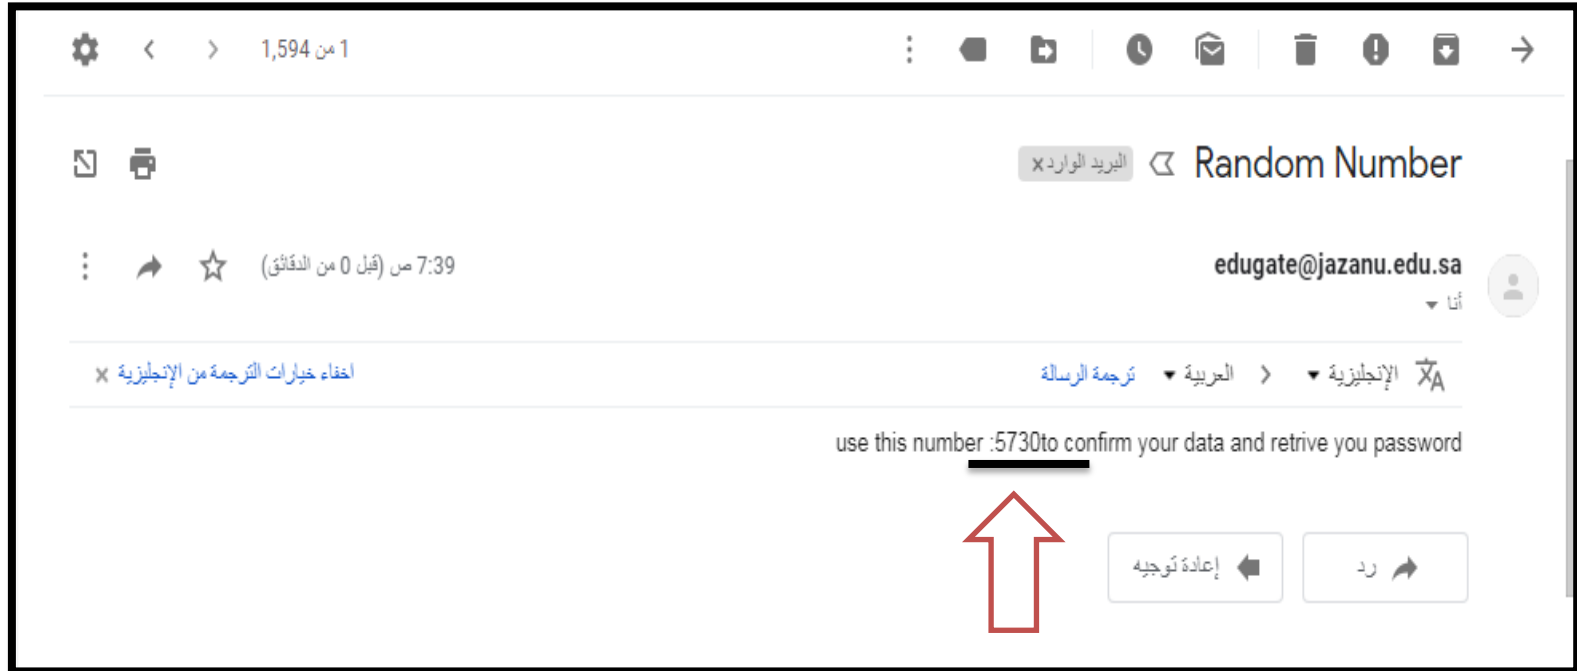 1 من 1,594
Random Number
البريد الوارد x
edugate@jazanu.edu.sa
7:39 ص (قبل 0 من الدقائق)
أنا
الإنجليزية
العربية
ترجمة الرسالة
اخفاء خيارات الترجمة من الإنجليزية x
use this number :5730to confirm your data and retrive you password
رد
إعادة توجيه